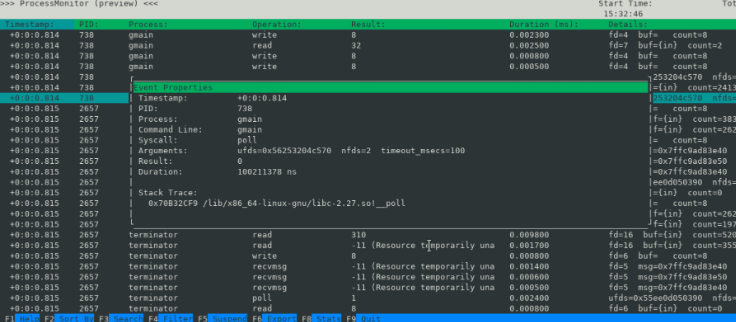 >>> ProcessMonitor (preview) <<< Start Time: Tot
15:32:46
Timestamp: PID: Process: Operation: Result: Duration (ms): Details:
+0:0:0.814 738 gmain write 8 0.002300 fd=4 buf= count=8
+0:0:0.814 738 gmain read 32 0.002500 fd=7 buf={in} count=2
+0:0:0.814 738 gmain write 8 0.000800 fd=4 buf= count=8
+0:0:0.814 738 gmain write 8 0.000500 fd=4 buf= count=8
+0:0:0.814 738 253204c570 nfds=
+0:0:0.814 738 Event Properties ={in} count=2413
+0:0:0.814 738 Timestamp: +0:0:0.814 253204c570 nfds=
+0:0:0.815 2657 PID: 738 = count=8
+0:0:0.815 2657 Process: gmain f={in} count=383
+0:0:0.815 2657 Command Line: gmain f={in} count=262
+0:0:0.815 2657 Syscall: poll = count=8
+0:0:0.815 2657 Arguments: ufds=0x56253204c570 nfds=2 timeout_msecs=100 =0x7ffc9ad83e40
+0:0:0.815 2657 Result: 0 =0x7ffc9ad83e50
+0:0:0.815 2657 Duration: 100211378 ns =0x7ffc9ad83e40
+0:0:0.815 2657 ee0d050390 nfds=
+0:0:0.815 2657 Stack Trace: ={in} count=0
+0:0:0.815 2657 0x70B32CF9 /lib/x86_64-linux-gnu/libc-2.27.so!__poll = count=8
+0:0:0.815 2657 f={in} count=262
+0:0:0.815 2657 f={in} count=197
+0:0:0.815 2657 terminator read 310 0.009800 fd=16 buf={in} count=520
+0:0:0.815 2657 terminator read -11 (Resource temporarily una 0.001700 fd=16 buf={in} count=355
+0:0:0.815 2657 terminator write 8 0.000800 fd=6 buf= count=8
+0:0:0.815 2657 terminator recvmsg -11 (Resource temporarily una 0.001400 fd=5 msg=0x7ffc9ad83e40
+0:0:0.815 2657 terminator recvmsg -11 (Resource temporarily una 0.000600 fd=5 msg=0x7ffc9ad83e50
+0:0:0.815 2657 terminator recvmsg -11 (Resource temporarily una 0.000500 fd=5 msg=0x7ffc9ad83e40
+0:0:0.815 2657 terminator poll 1 0.002400 ufds=0x55ee0d050390 nfds=
+0:0:0.815 2657 terminator read 8 0.000800 fd=6 buf={in} count=0
F1 Help F2 Sort By F3 Search F4 Filter F5 Suspend F6 Export F8 Stats F9 Quit